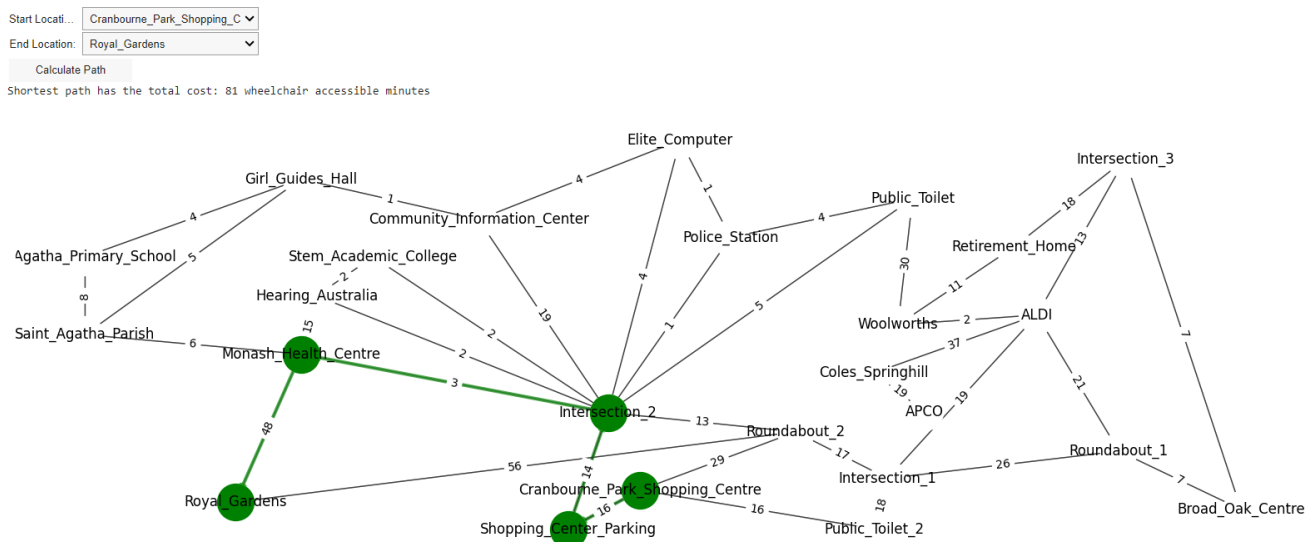 Start Locati...
Cranbourne_Park_Shopping_C
End Location:
Royal_Gardens
Calculate Path
Shortest path has the total cost: 81 wheelchair accessible minutes
Elite_Computer
Intersection_3
Girl_Guides_Hall
4
1
1
Public_Toilet
18
4
Community_Information_Center
4
Police_Station
13
Retirement_Home
Agatha_Primary_School
5
Stem_Academic_College
2
4
30
11
Hearing_Australia
8
19
5
ALDI
15
2
1
Woolworths
2
Saint_Agatha_Parish
6
2
7
37
Monash_Health_Centre
Coles_Springhill
3
21
19
19
Intersection_2
APCO
13
48
Roundabout_2
Roundabout_1
17
29
56
14
26
Intersection_1
7
Cranbourne_Park_Shopping_Centre
Royal_Gardens
18
16
16
Broad_Oak_Centre
Shopping_Center_Parking
Public_Toilet_2